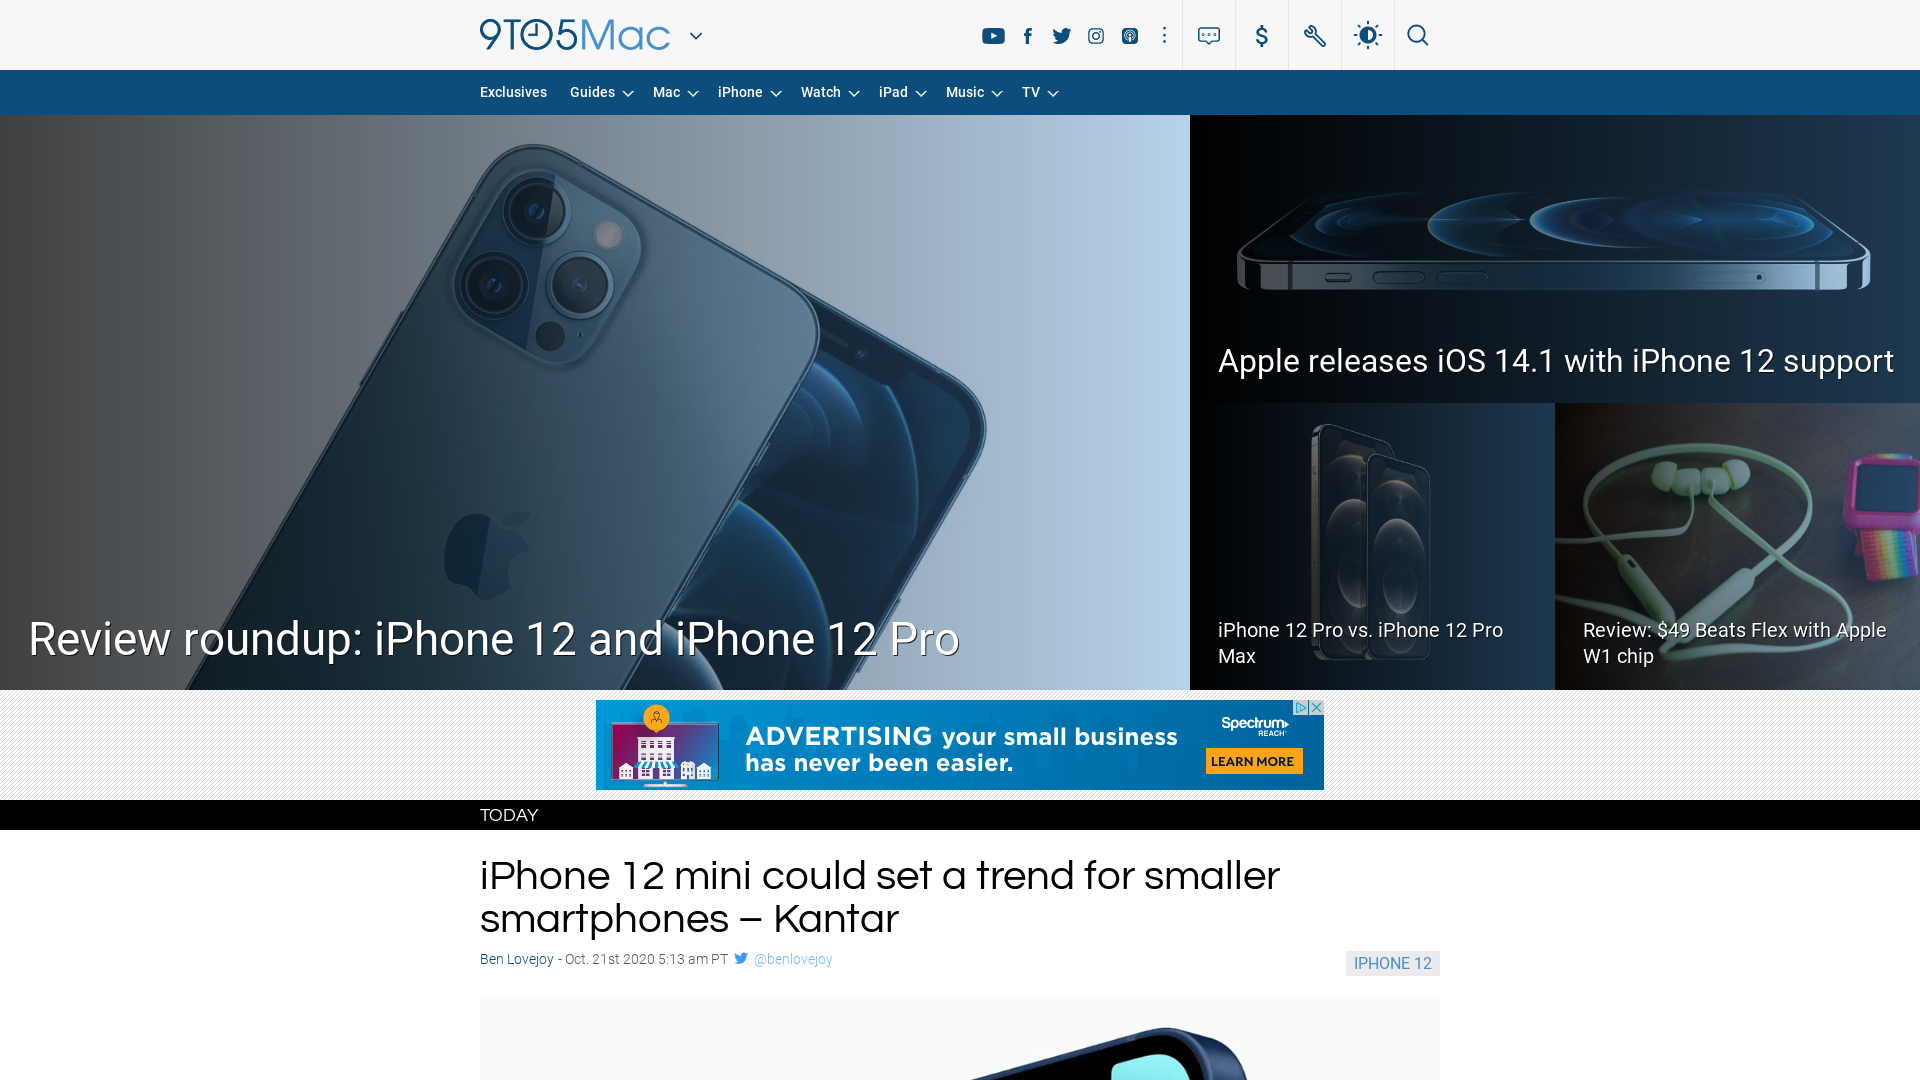 9TO5Mac
$
Exclusives Guides Mac iPhone Watch iPad Music TV
Review roundup: iPhone 12 and iPhone 12 Pro
Apple releases iOS 14.1 with iPhone 12 support
iPhone 12 Pro vs. iPhone 12 Pro
Max
Review: $49 Beats Flex with Apple
W1 chip
ADVERTISING your small business
has never been easier.
Spectrum
REACH
LEARN MORE
TODAY
iPhone 12 mini could set a trend for smaller
smartphones – Kantar
Ben Lovejoy - Oct. 21st 2020 5:13 am PT @benlovejoy
IPHONE 12